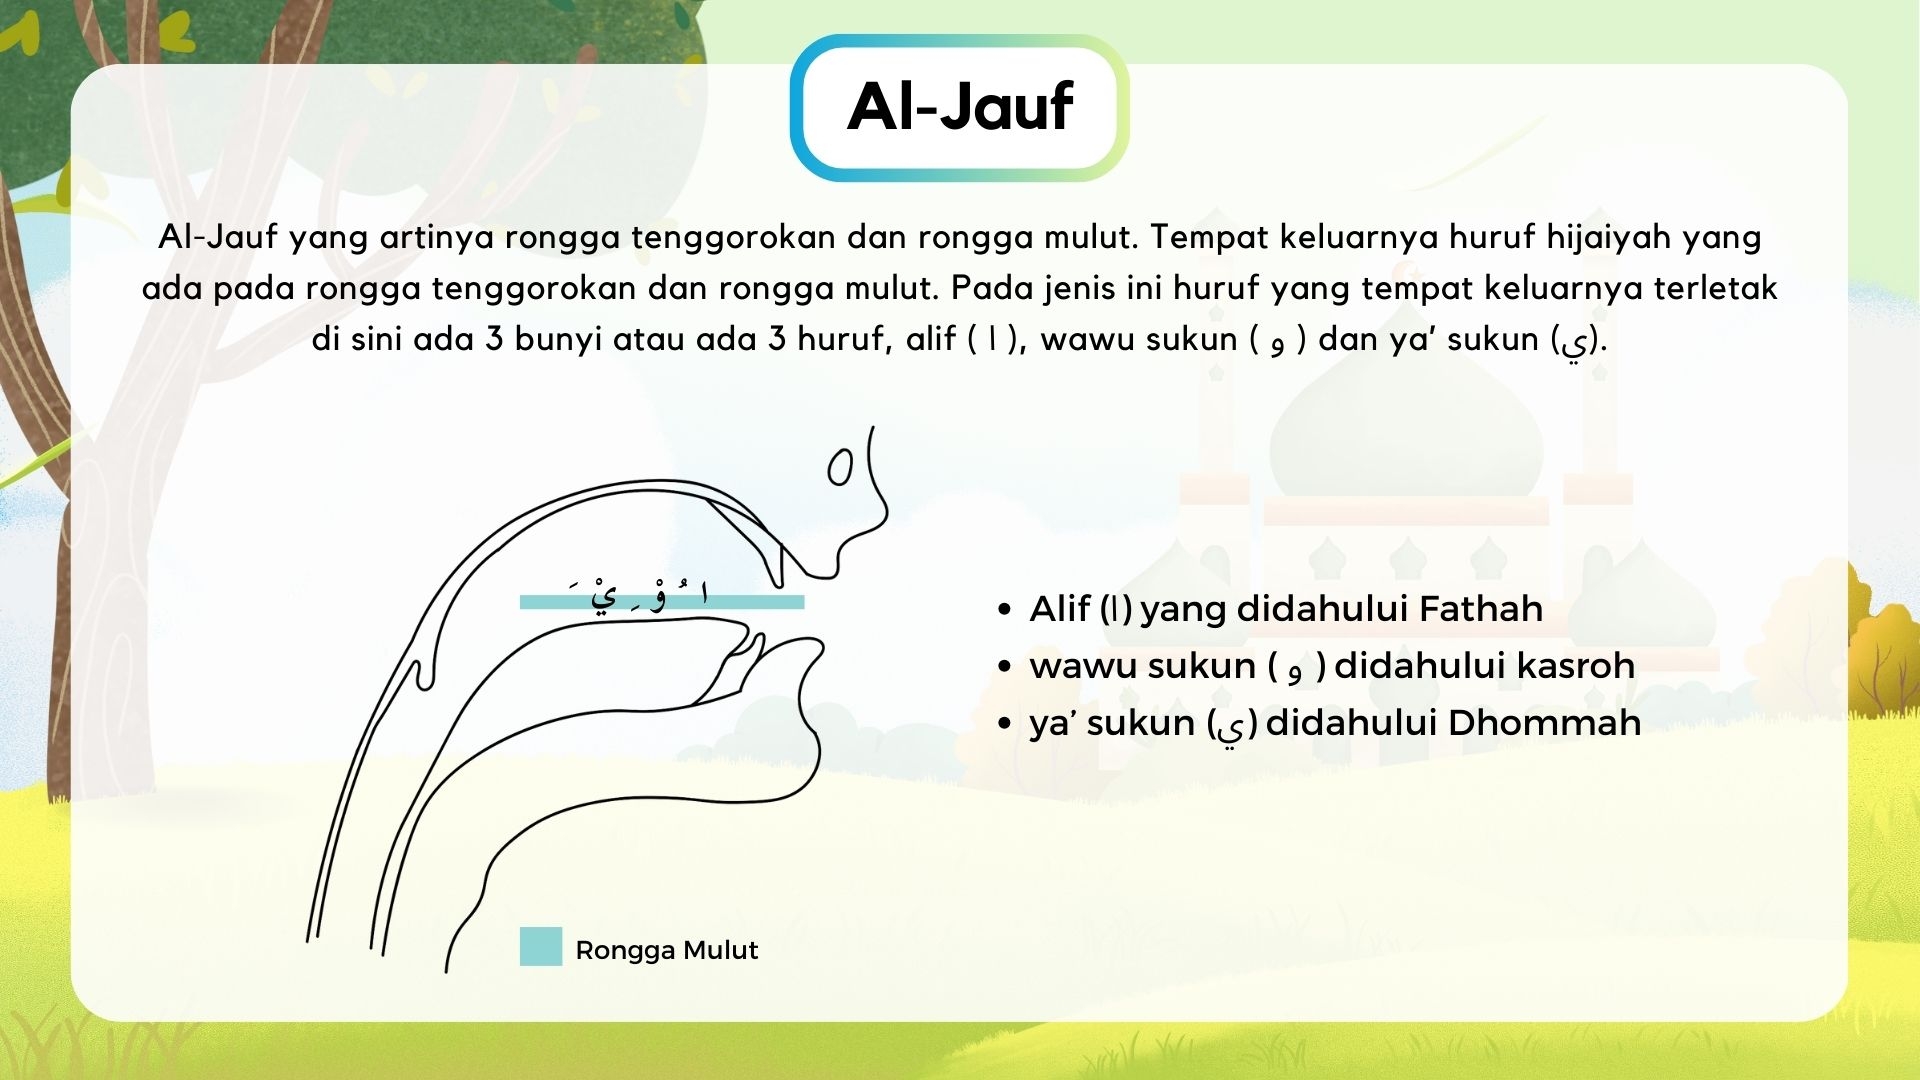 Al-Jauf
Al-Jauf yang artinya rongga tenggorokan dan rongga mulut. Tempat keluarnya huruf hijaiyah yang
ada pada rongga tenggorokan dan rongga mulut. Pada jenis ini huruf yang tempat keluarnya terletak
di sini ada 3 bunyi atau ada 3 huruf, alif ( ا ), wawu sukun ( و ) dan ya’ sukun (ي).
ا ُ وْ ِ يْ َ
• Alif (ا) yang didahului Fathah
• wawu sukun ( و ) didahului kasroh
• ya’ sukun (ي) didahului Dhommah
Rongga Mulut